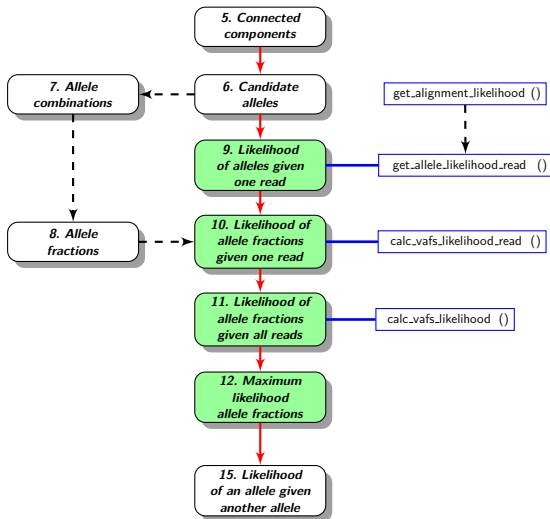 5. Connected
components
7. Allele
combinations
6. Candidate
alleles
get_alignment_likelihood ()
9. Likelihood
of alleles given
one read
get_allele_likelihood_read ()
8. Allele
fractions
10. Likelihood of
allele fractions
given one read
calc_vafs_likelihood_read ()
11. Likelihood of
allele fractions
given all reads
calc_vafs_likelihood ()
12. Maximum
likelihood
allele fractions
15. Likelihood
of an allele given
another allele